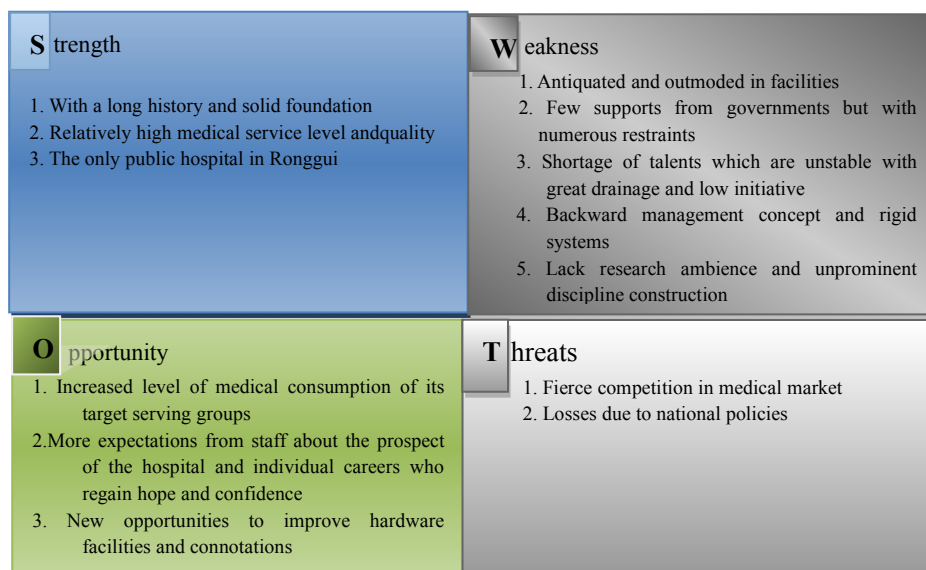 S trength
1. With a long history and solid foundation
2. Relatively high medical service level andquality
3. The only public hospital in Ronggui
W eakness
1. Antiquated and outmoded in facilities
2. Few supports from governments but with
numerous restraints
3. Shortage of talents which are unstable with
great drainage and low initiative
4. Backward management concept and rigid
systems
5. Lack research ambience and unprominent
discipline construction
O pportunity
1. Increased level of medical consumption of its
target serving groups
2.More expectations from staff about the prospect
of the hospital and individual careers who
regain hope and confidence
3. New opportunities to improve hardware
facilities and connotations
T hreats
1. Fierce competition in medical market
2. Losses due to national policies